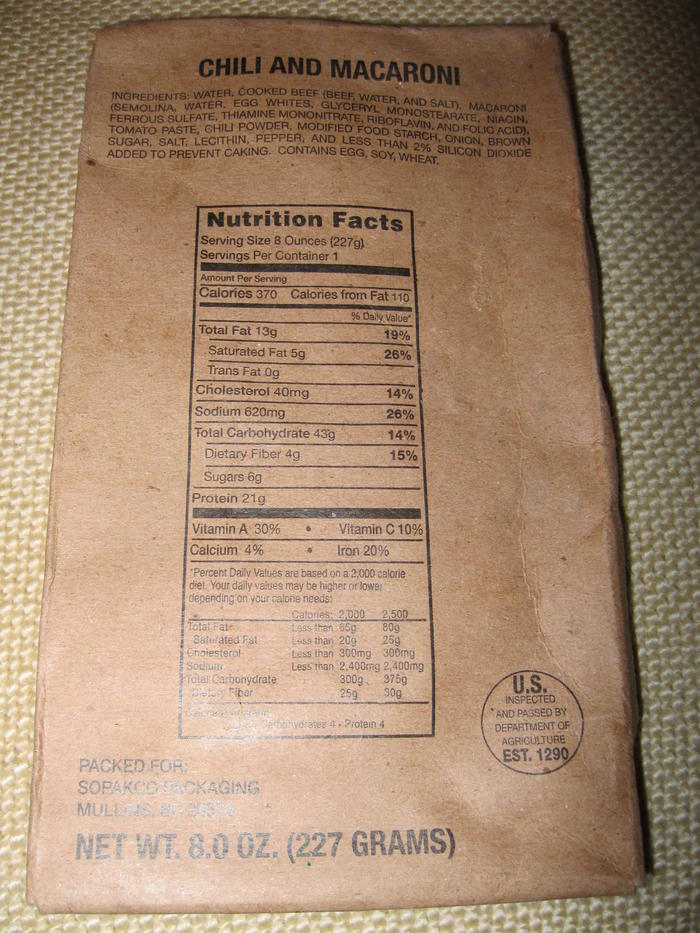 CHILI AND MACARONI
INGREDIENTS: WATER, COOKED BEEF (BEEF, WATER, AND SALT), MACARONI
(SEMOLINA, WATER, EGG WHITES, GLYCERYL MONOSTEARATE, NIACIN,
FERROUS SULFATE, THIAMINE MONONITRATE, RIBOFLAVIN, AND FOLIC ACID),
TOMATO PASTE, CHILI POWDER, MODIFIED FOOD STARCH, ONION, BROWN
SUGAR, SALT, LECITHIN, PEPPER, AND LESS THAN 2% SILICON DIOXIDE
ADDED TO PREVENT CAKING. CONTAINS EGG, SOY, WHEAT.
Nutrition Facts
Serving Size 8 Ounces (227g)
Servings Per Container 1
Amount Per Serving
Calories 370 Calories from Fat 110
% Daily Value*
Total Fat 13g 19%
Saturated Fat 5g 26%
Trans Fat 0g
Cholesterol 40mg 14%
Sodium 620mg 26%
Total Carbohydrate 43g 14%
Dietary Fiber 4g 15%
Sugars 6g
Protein 21g
Vitamin A 30% • Vitamin C 10%
Calcium 4% • Iron 20%
*Percent Daily Values are based on a 2,000 calorie
diet. Your daily values may be higher or lower
depending on your calorie needs:
Calories: 2,000 2,500
Total Fat Less than 65g 80g
Saturated Fat Less than 20g 25g
Cholesterol Less than 300mg 300mg
Sodium Less than 2,400mg 2,400mg
Total Carbohydrate 300g 375g
Dietary Fiber 25g 30g
Carbohydrates 4 • Protein 4
U.S.
INSPECTED
AND PASSED BY
DEPARTMENT OF
AGRICULTURE
EST. 1290
PACKED FOR:
SOPAKCO PACKAGING
MULLINS,
NET WT. 8.0 OZ. (227 GRAMS)